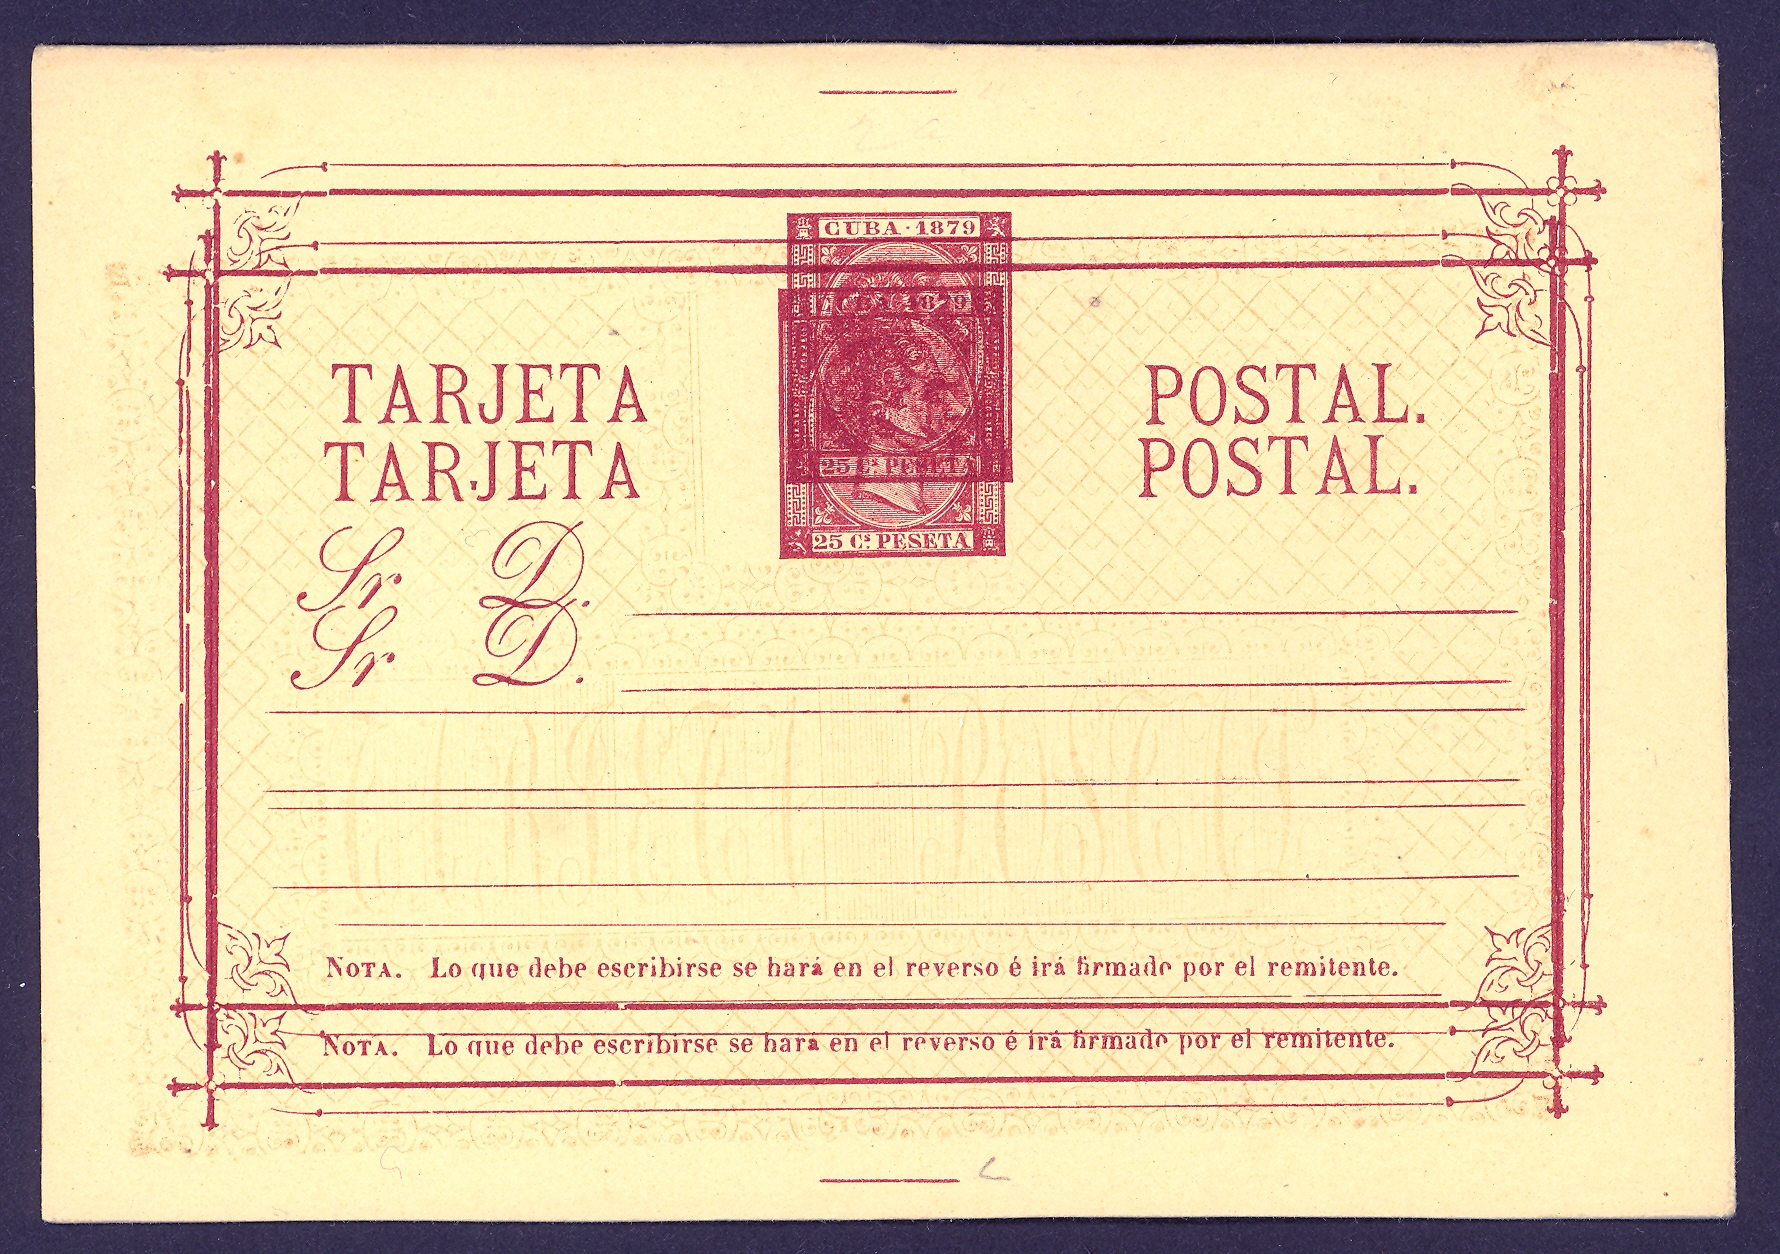 CUBA · 1879
TARJETA POSTAL.
TARJETA POSTAL.
25 Cs PESETA
25 Cs PESETA
Sr D.
Sr D.
NOTA. Lo que debe escribirse se hará en el reverso é irá firmado por el remitente.
NOTA. Lo que debe escribirse se hará en el reverso é irá firmado por el remitente.